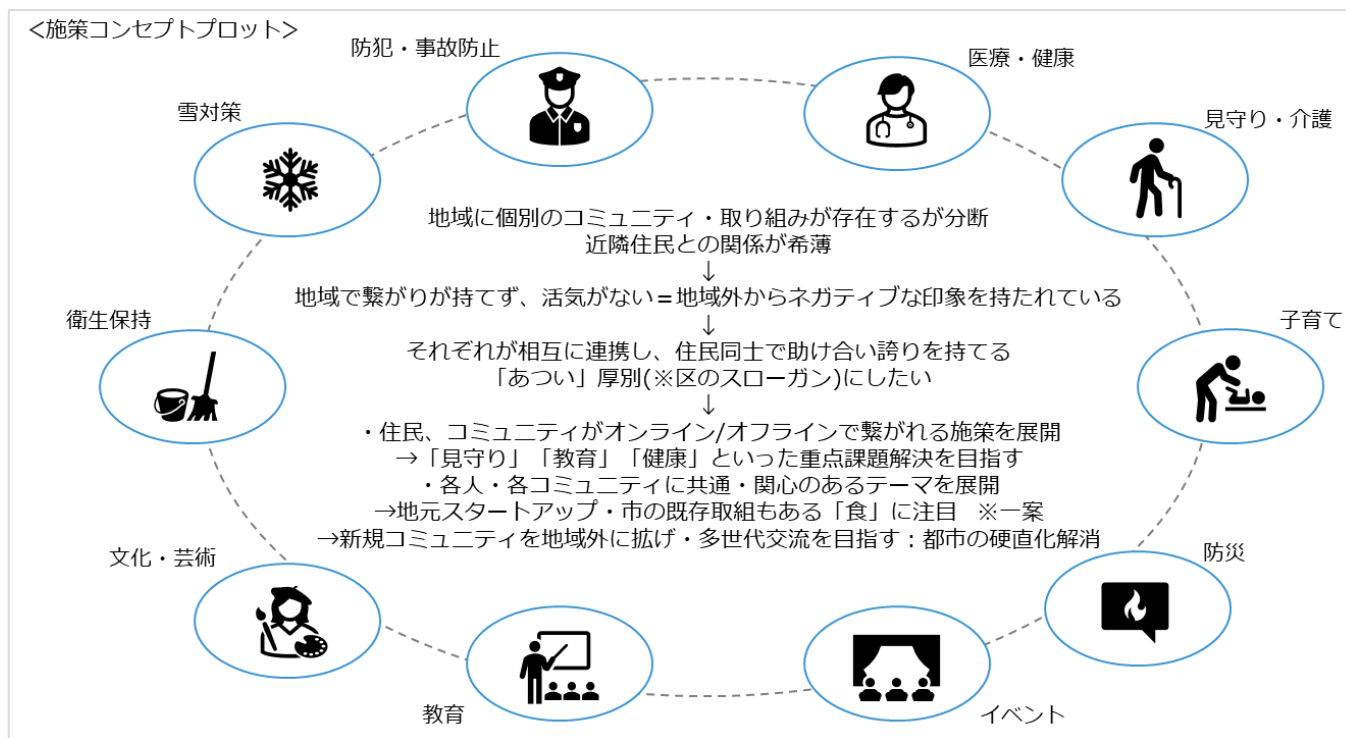 ＜施策コンセプトプロット＞
防犯・事故防止
医療・健康
雪対策
見守り・介護
地域に個別のコミュニティ・取り組みが存在するが分断
近隣住民との関係が希薄
↓
地域で繋がりが持てず、活気がない＝地域外からネガティブな印象を持たれている
↓
衛生保持
子育て
それぞれが相互に連携し、住民同士で助け合い誇りを持てる
「あつい」厚別(※区のスローガン)にしたい
↓
・住民、コミュニティがオンライン/オフラインで繋がれる施策を展開
→「見守り」「教育」「健康」といった重点課題解決を目指す
・各人・各コミュニティに共通・関心のあるテーマを展開
→地元スタートアップ・市の既存取組もある「食」に注目　※一案
→新規コミュニティを地域外に拡げ・多世代交流を目指す：都市の硬直化解消
文化・芸術
防災
教育
イベント